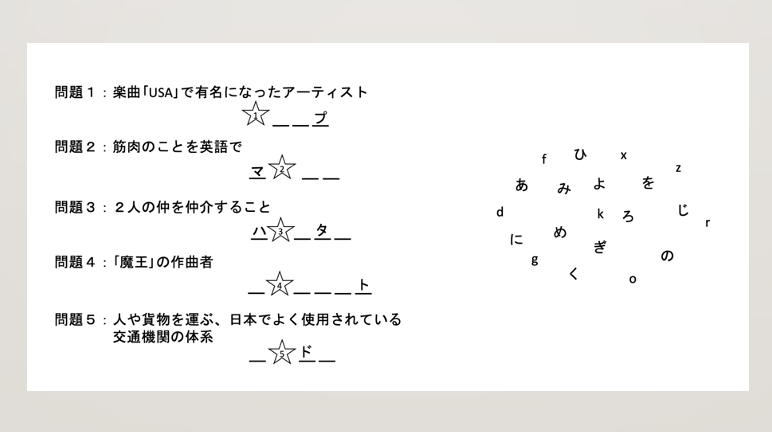 問題1：楽曲「USA」で有名になったアーティスト
1 _ _ プ
問題2：筋肉のことを英語で
マ 2 _ _
問題3：２人の仲を仲介すること
ハ 3 _ タ _
問題4：「魔王」の作曲者
_ 4 _ _ _ ト
問題5：人や貨物を運ぶ、日本でよく使用されている
交通機関の体系
_ 5 ド _
f ひ x
z
あ み よ を
d k ろ じ
r
に め ぎ
g の
く o